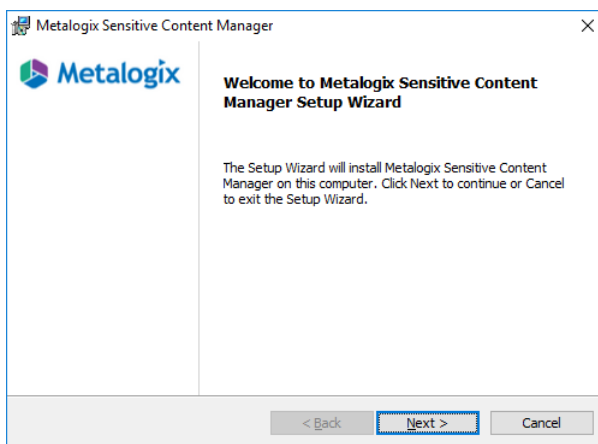 Metalogix Sensitive Content Manager
Metalogix
Welcome to Metalogix Sensitive Content
Manager Setup Wizard
The Setup Wizard will install Metalogix Sensitive Content
Manager on this computer. Click Next to continue or Cancel
to exit the Setup Wizard.
< Back
Next >
Cancel